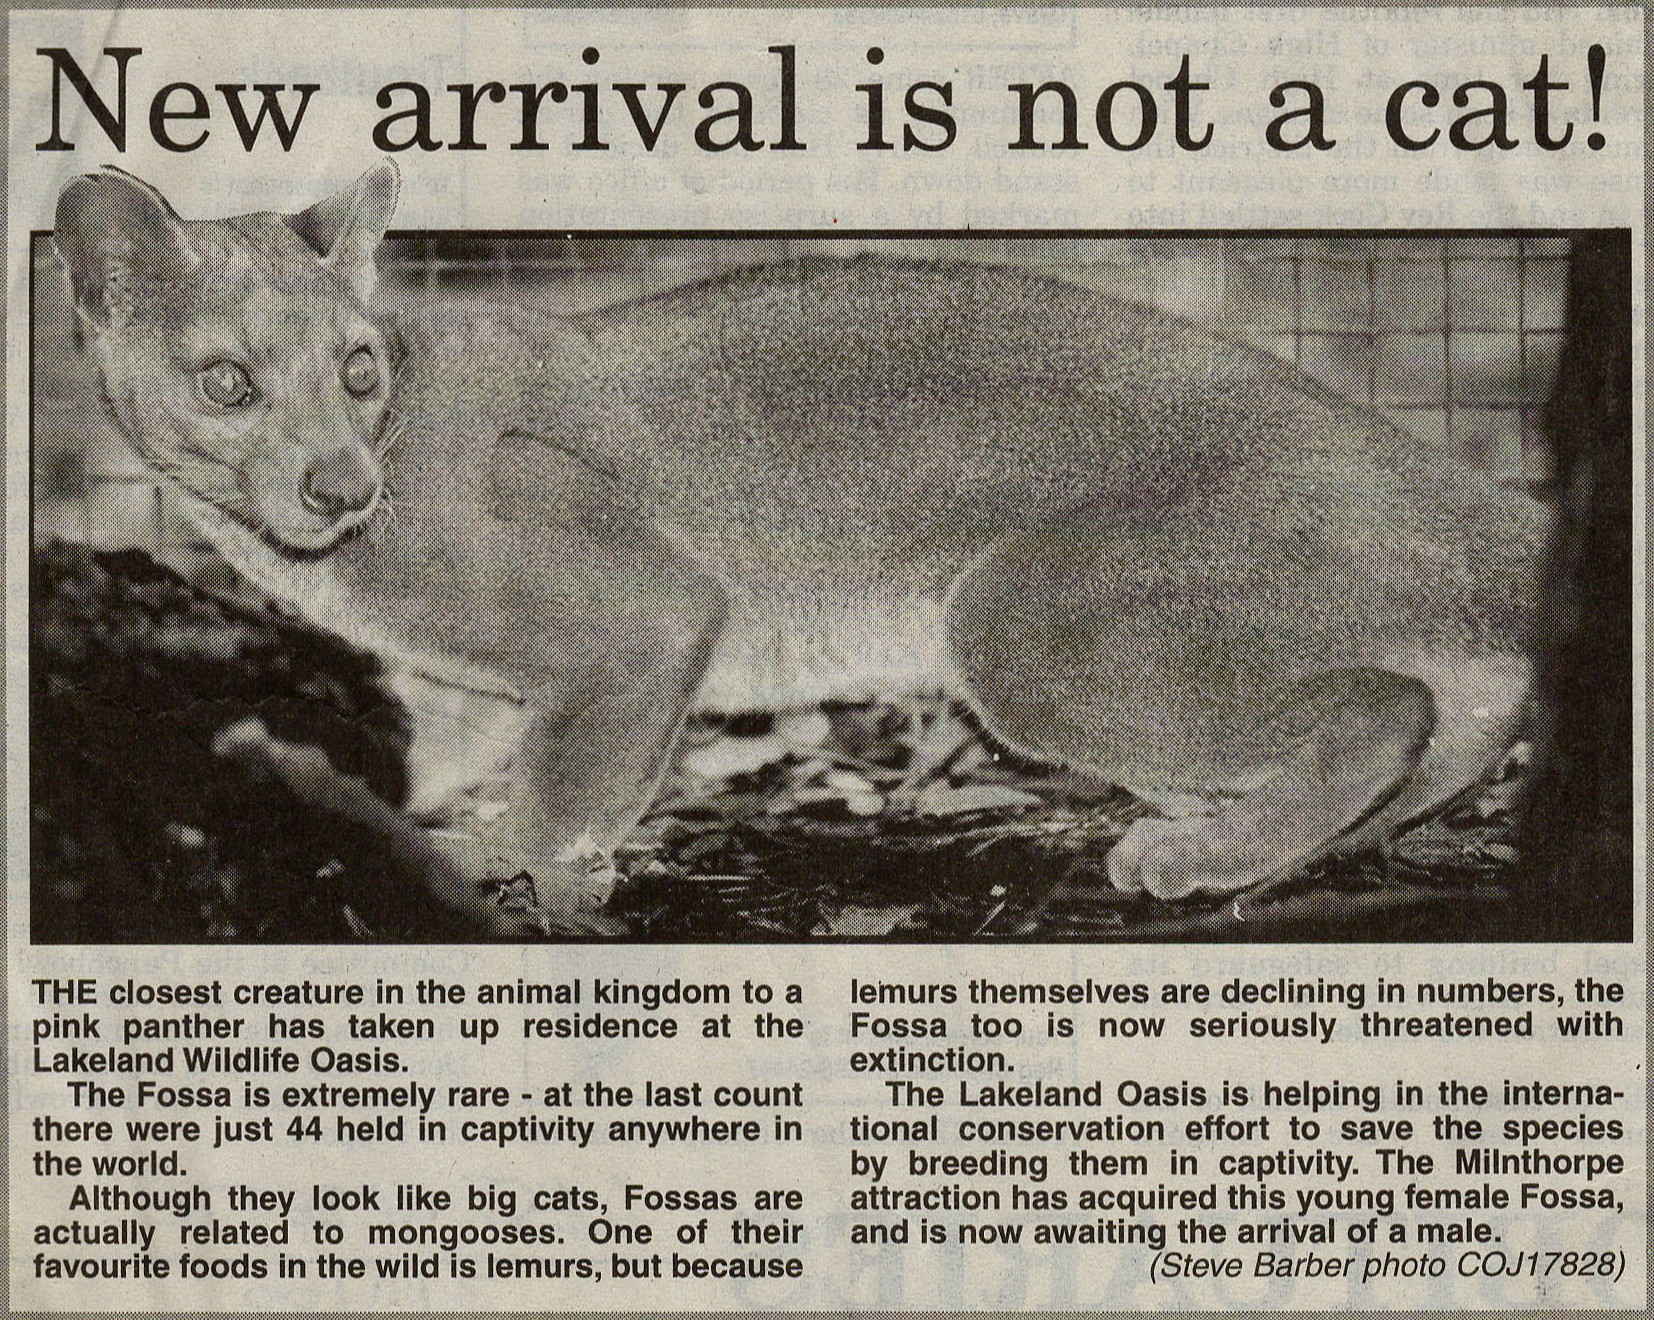 New arrival is not a cat!
THE closest creature in the animal kingdom to a
pink panther has taken up residence at the
Lakeland Wildlife Oasis.
The Fossa is extremely rare - at the last count
there were just 44 held in captivity anywhere in
the world.
Although they look like big cats, Fossas are
actually related to mongooses. One of their
favourite foods in the wild is lemurs, but because
lemurs themselves are declining in numbers, the
Fossa too is now seriously threatened with
extinction.
The Lakeland Oasis is helping in the interna-
tional conservation effort to save the species
by breeding them in captivity. The Milnthorpe
attraction has acquired this young female Fossa,
and is now awaiting the arrival of a male.
(Steve Barber photo COJ17828)